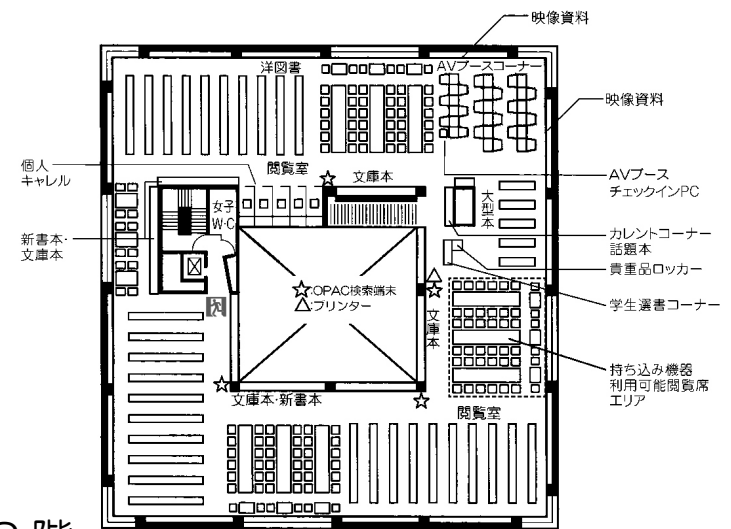 映像資料
洋図書
AVブースコーナー
映像資料
個人
キャレル
閲覧室
文庫本
AVブース
チェックインPC
女子
W・C
大型本
新書本・
文庫本
カレントコーナー
話題本
貴重品ロッカー
☆:OPAC検索端末
△:プリンター
学生選書コーナー
文庫本
持ち込み機器
利用可能閲覧席
エリア
文庫本・新書本
閲覧室
階